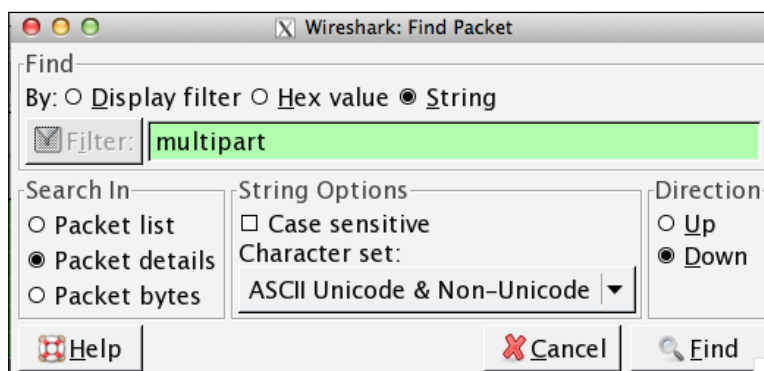 Wireshark: Find Packet
Find
By: Display filter Hex value String
Filter: multipart
Search In
Packet list
Packet details
Packet bytes
String Options
Case sensitive
Character set:
ASCII Unicode & Non-Unicode
Direction
Up
Down
Help Cancel Find